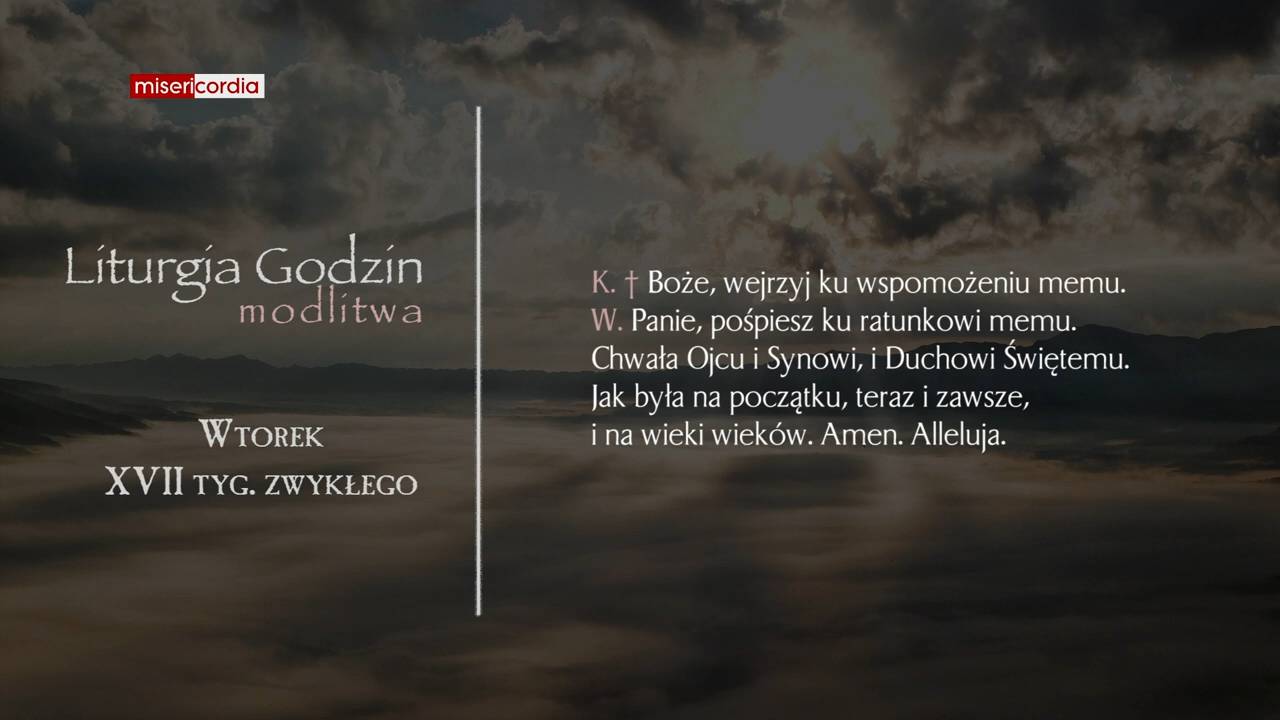 misericordia
Liturgia Godzin
modlitwa
Wtorek
XVII tyg. zwykłego
K. † Boże, wejrzyj ku wspomożeniu memu.
W. Panie, pośpiesz ku ratunkowi memu.
Chwała Ojcu i Synowi, i Duchowi Świętemu.
Jak była na początku, teraz i zawsze,
i na wieki wieków. Amen. Alleluja.